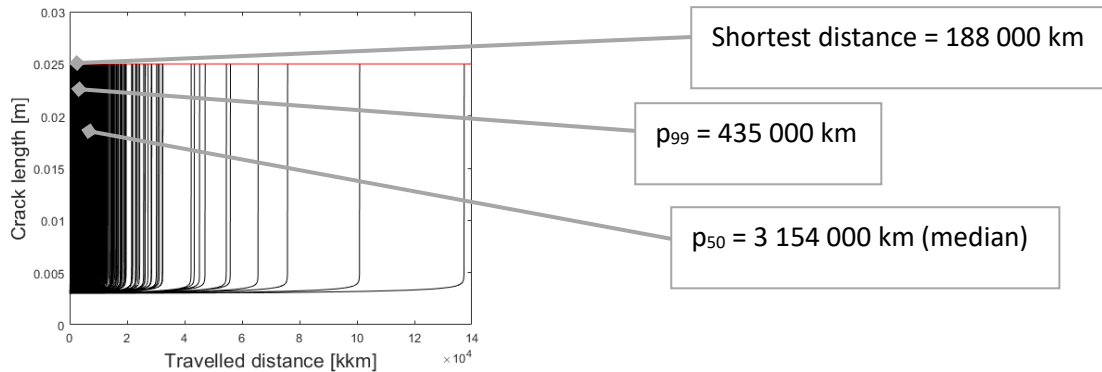 0.03
0.025
0.02
0.015
0.01
0.005
0
Crack length [m]
0 2 4 6 8 10 12 14
×10⁴
Travelled distance [kkm]
Shortest distance = 188 000 km
p₉₉ = 435 000 km
p₅₀ = 3 154 000 km (median)